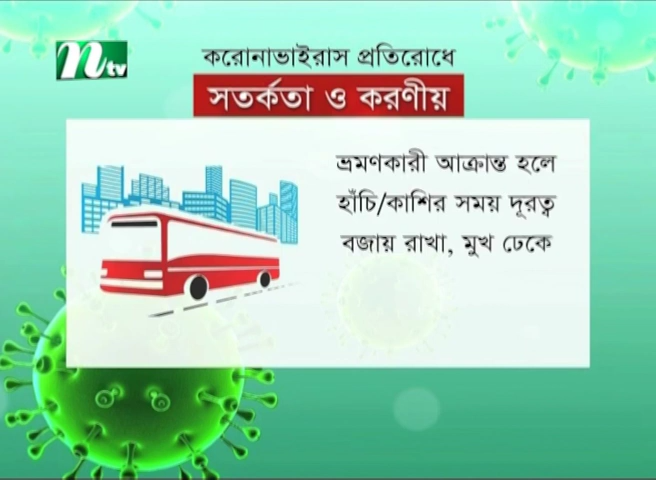 ntv
করোনাভাইরাস প্রতিরোধে
সতর্কতা ও করণীয়
ভ্রমণকারী আক্রান্ত হলে
হাঁচি/কাশির সময় দূরত্ব
বজায় রাখা, মুখ ঢেকে